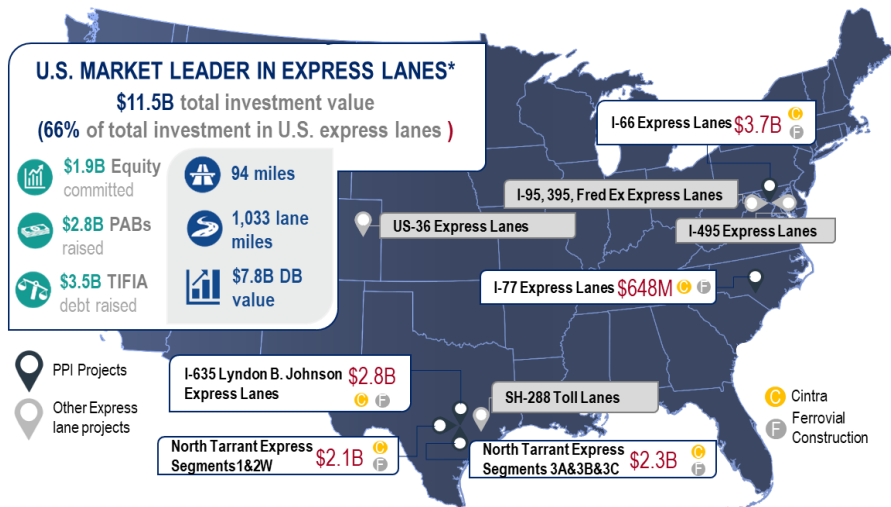 U.S. MARKET LEADER IN EXPRESS LANES*
$11.5B total investment value
(66% of total investment in U.S. express lanes )
$1.9B Equity
committed
$2.8B PABs
raised
$3.5B TIFIA
debt raised
94 miles
1,033 lane
miles
$7.8B DB
value
I-66 Express Lanes $3.7B C
F
I-95, 395, Fred Ex Express Lanes
US-36 Express Lanes
I-495 Express Lanes
I-77 Express Lanes $648M C F
PPI Projects
Other Express
lane projects
I-635 Lyndon B. Johnson $2.8B
Express Lanes
C F
SH-288 Toll Lanes
C Cintra
F Ferrovial
Construction
North Tarrant Express
Segments1&2W $2.1B C
F
North Tarrant Express
Segments 3A&3B&3C $2.3B C
F